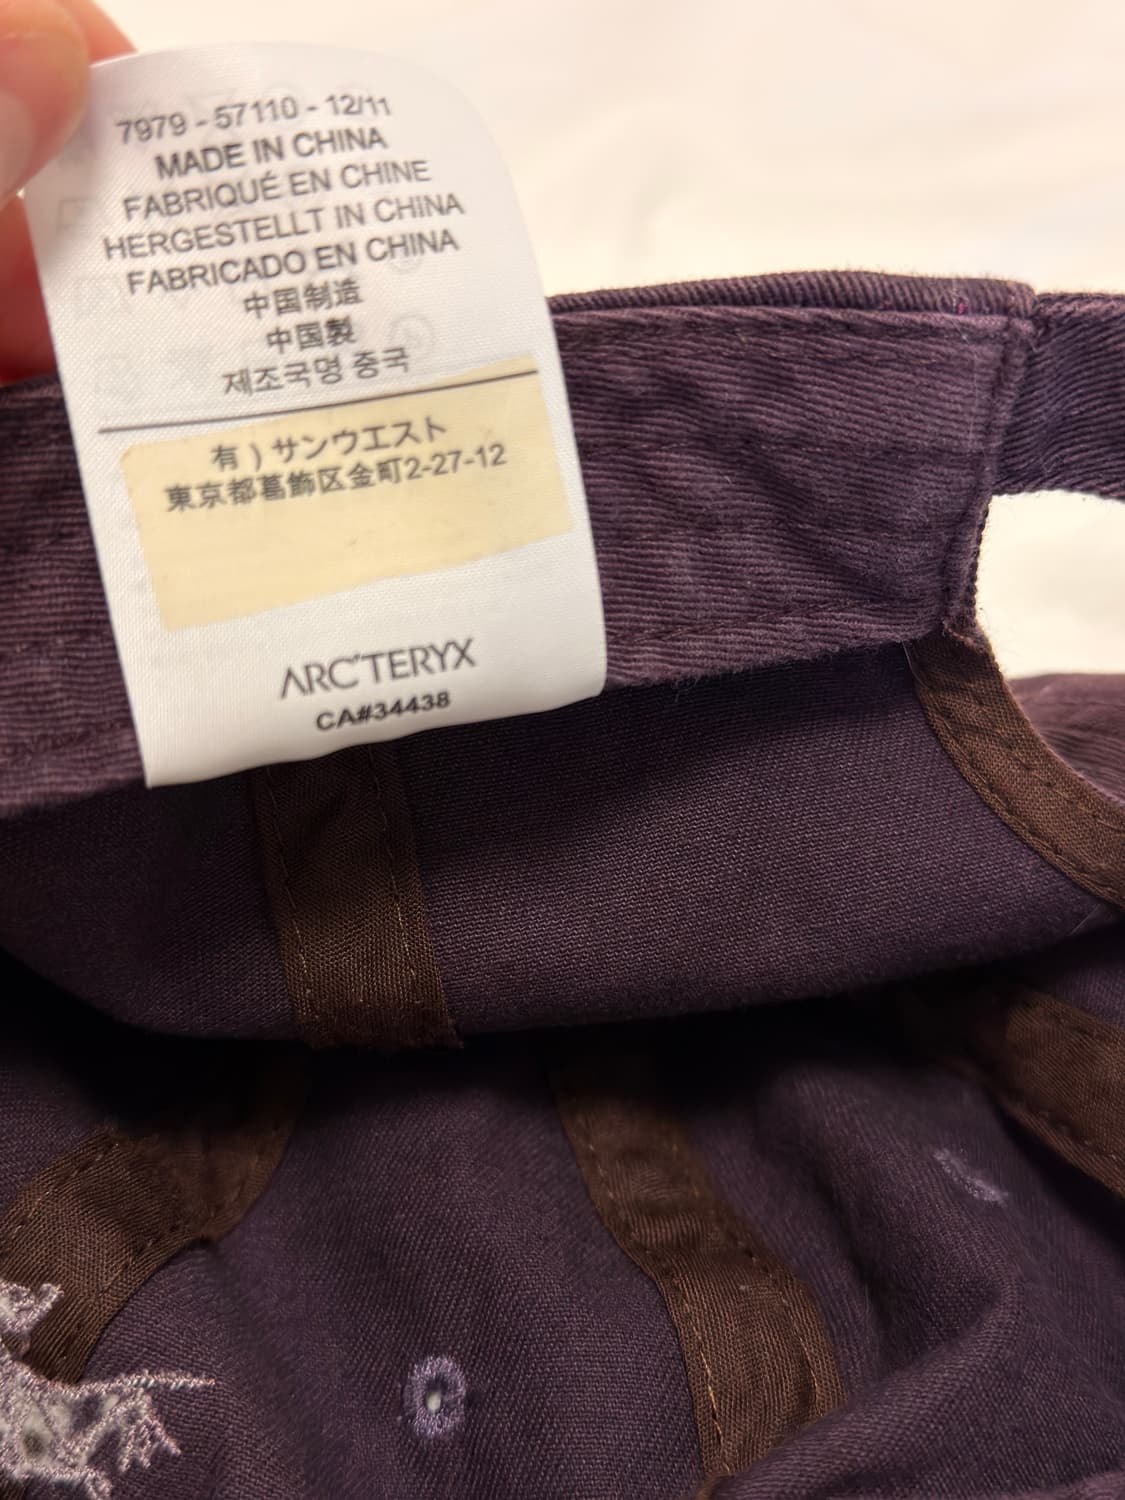 7979 - 57110 - 12/11
MADE IN CHINA
FABRIQUÉ EN CHINE
HERGESTELLT IN CHINA
FABRICADO EN CHINA
中国制造
中国製
제조국명 중국
有）サンウエスト
東京都葛飾区金町2-27-12
ARC'TERYX
CA#34438